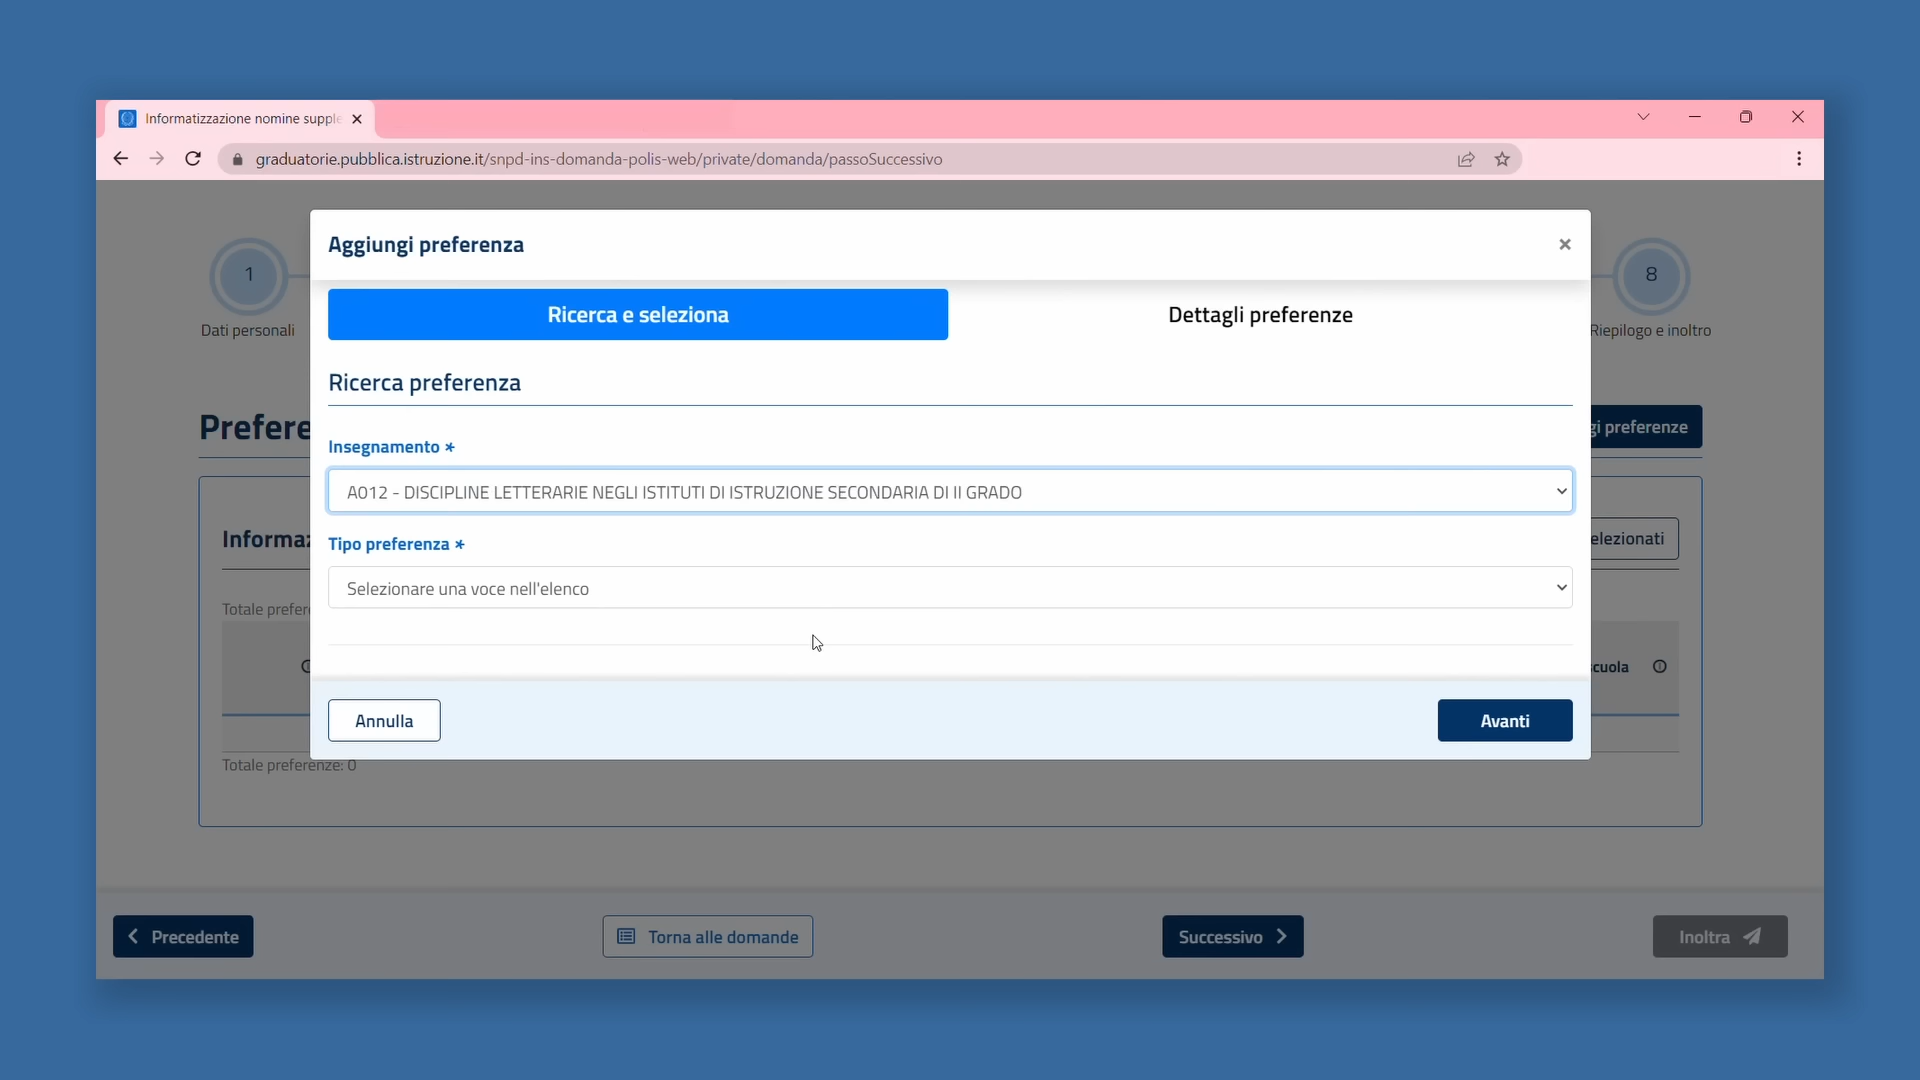 Informatizzazione nomine supple
graduatorie.pubblica.istruzione.it/snpd-ins-domanda-polis-web/private/domanda/passoSuccessivo
Aggiungi preferenza
1
8
Dati personali
Riepilogo e inoltro
Ricerca e seleziona
Dettagli preferenze
Ricerca preferenza
Prefere
gi preferenze
Insegnamento *
A012 - DISCIPLINE LETTERARIE NEGLI ISTITUTI DI ISTRUZIONE SECONDARIA DI II GRADO
Informaz
elezionati
Tipo preferenza *
Selezionare una voce nell'elenco
Totale prefer
cuola
Annulla
Avanti
Totale preferenze: 0
Precedente
Torna alle domande
Successivo
Inoltra